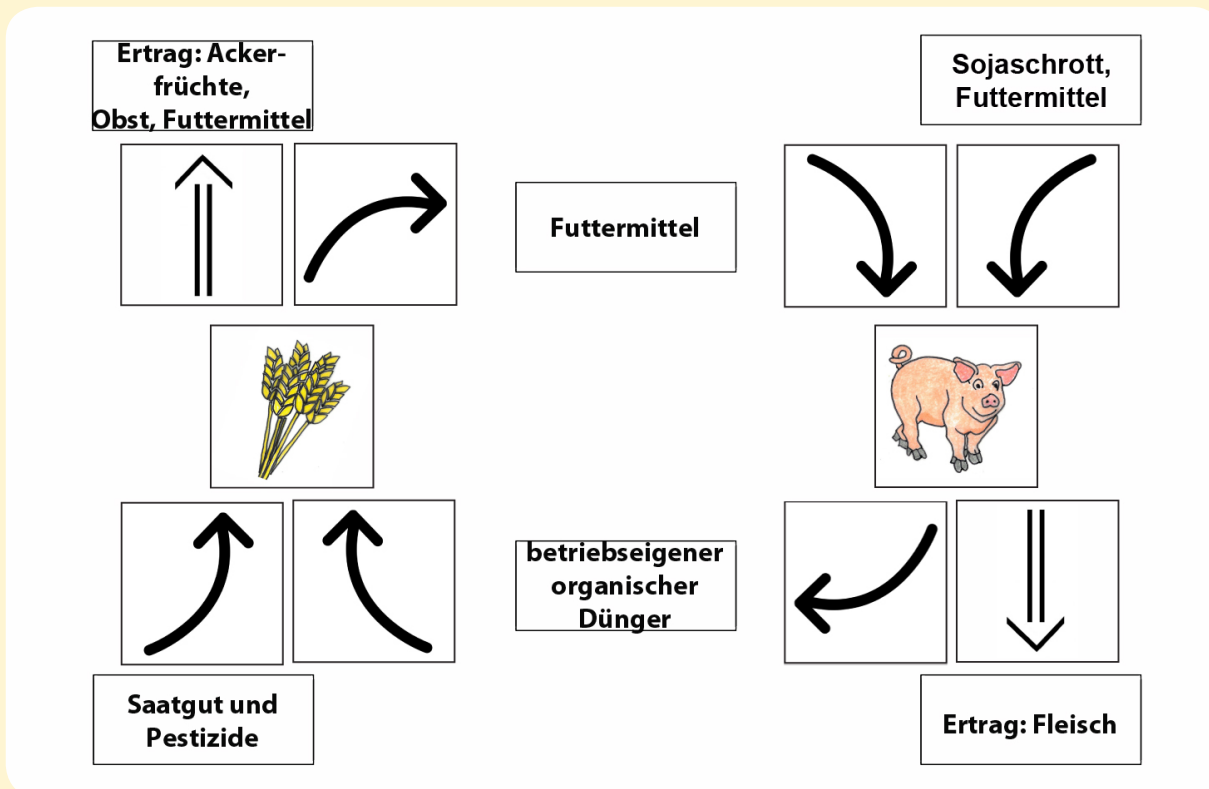 Ertrag: Acker-
früchte,
Obst, Futtermittel
Sojaschrott,
Futtermittel
Futtermittel
betriebseigener
organischer
Dünger
Saatgut und
Pestizide
Ertrag: Fleisch